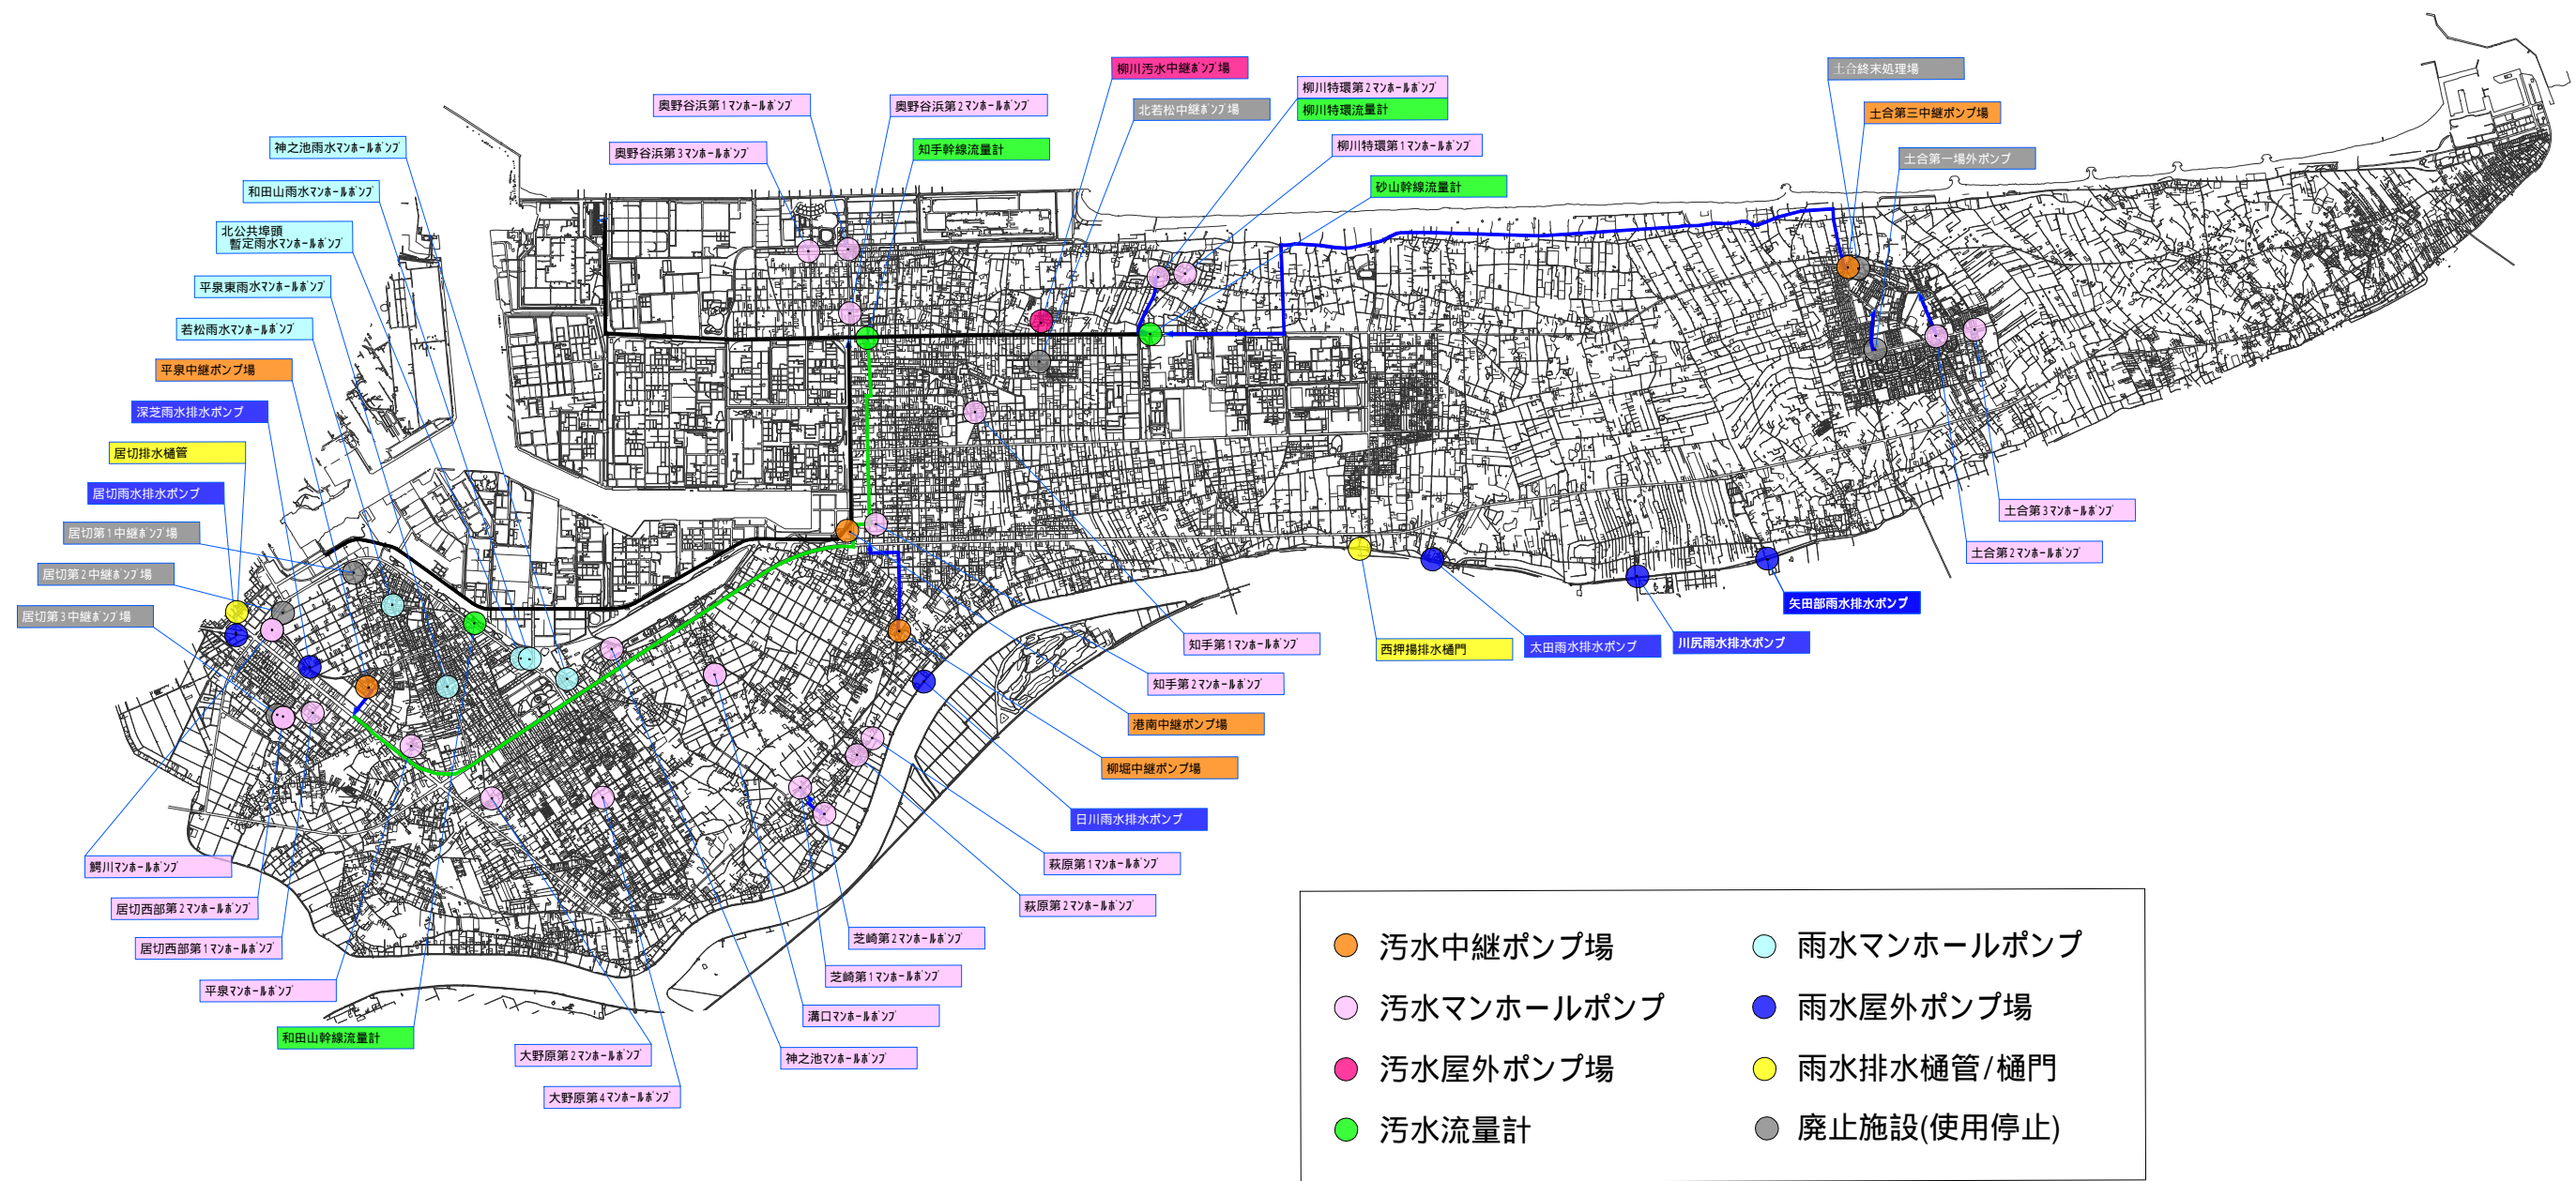 柳川汚水中継ポンプ場
土合終末処理場
柳川特環第2マンホールポンプ
柳川特環流量計
奥野谷浜第1マンホールポンプ
奥野谷浜第2マンホールポンプ
北若松中継ポンプ場
土合第三中継ポンプ場
神之池雨水マンホールポンプ
奥野谷浜第3マンホールポンプ
知手幹線流量計
柳川特環第1マンホールポンプ
土合第一場外ポンプ
和田山雨水マンホールポンプ
砂山幹線流量計
北公共埠頭
暫定雨水マンホールポンプ
平泉東雨水マンホールポンプ
若松雨水マンホールポンプ
平泉中継ポンプ場
深芝雨水排水ポンプ
居切排水樋管
居切雨水排水ポンプ
居切第1中継ポンプ場
居切第2中継ポンプ場
居切第3中継ポンプ場
土合第3マンホールポンプ
土合第2マンホールポンプ
矢田部雨水排水ポンプ
川尻雨水排水ポンプ
太田雨水排水ポンプ
西押揚排水樋門
知手第1マンホールポンプ
知手第2マンホールポンプ
港南中継ポンプ場
柳堀中継ポンプ場
日川雨水排水ポンプ
萩原第1マンホールポンプ
萩原第2マンホールポンプ
鰐川マンホールポンプ
居切西部第2マンホールポンプ
居切西部第1マンホールポンプ
平泉マンホールポンプ
和田山幹線流量計
芝崎第2マンホールポンプ
芝崎第1マンホールポンプ
溝口マンホールポンプ
神之池マンホールポンプ
大野原第2マンホールポンプ
大野原第4マンホールポンプ
汚水中継ポンプ場
汚水マンホールポンプ
汚水屋外ポンプ場
汚水流量計
雨水マンホールポンプ
雨水屋外ポンプ場
雨水排水樋管/樋門
廃止施設(使用停止)